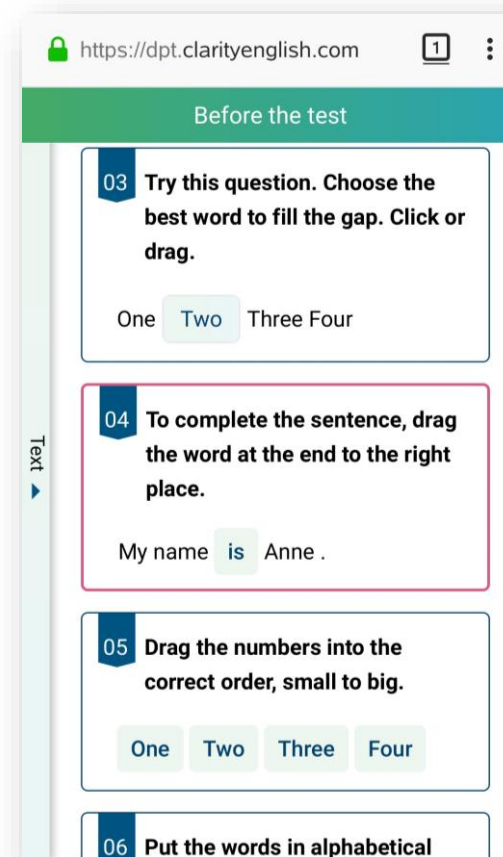 https://dpt.clarityenglish.com 1
Before the test
03 Try this question. Choose the
best word to fill the gap. Click or
drag.
One Two Three Four
04 To complete the sentence, drag
the word at the end to the right
place.
My name is Anne .
Text
05 Drag the numbers into the
correct order, small to big.
One Two Three Four
06 Put the words in alphabetical